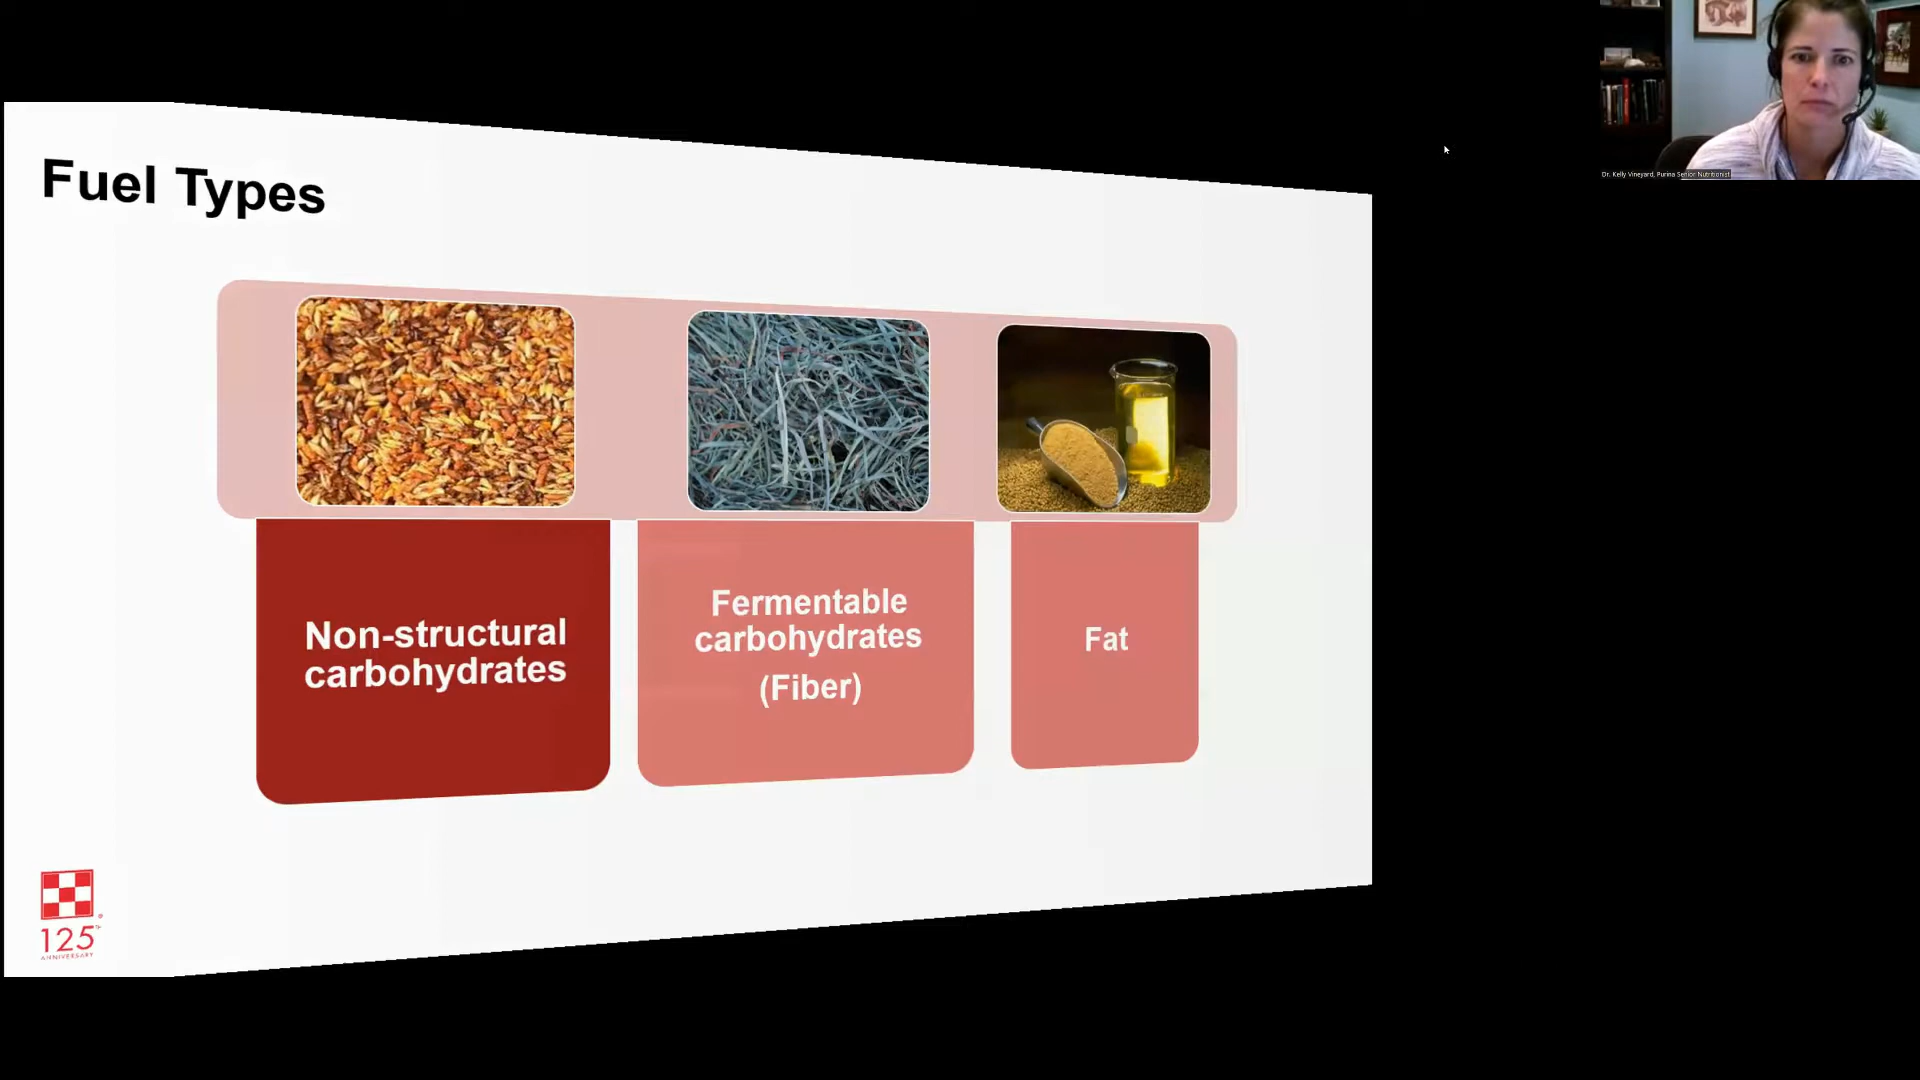 Fuel Types
Non-structural
carbohydrates
Fermentable
carbohydrates
(Fiber)
Fat
125
ANNIVERSARY
Dr. Kelly Vineyard, Purina Senior Nutritionist